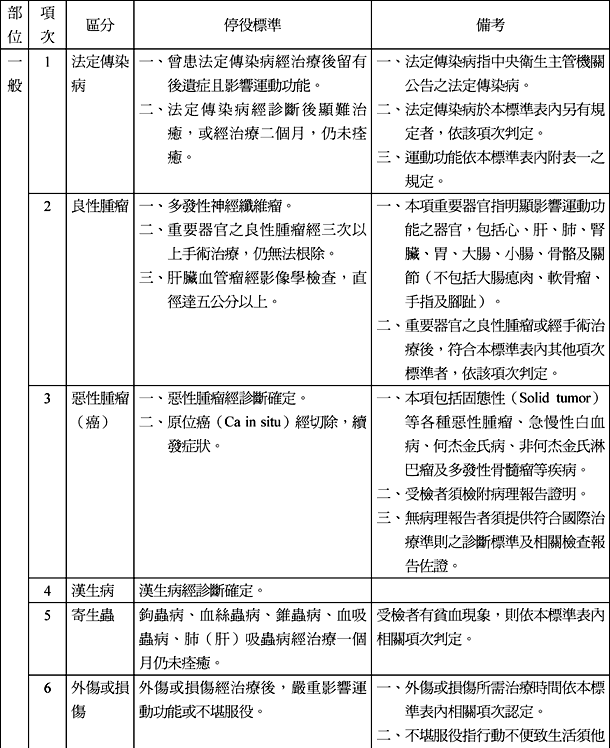 部位 項次 區分 停役標準 備考
一般
1 法定傳染病
一、曾患法定傳染病經治療後留有
後遺症且影響運動功能。
二、法定傳染病經診斷後顯難治
癒，或經治療二個月，仍未痊
癒。
一、法定傳染病指中央衛生主管機關
公告之法定傳染病。
二、法定傳染病於本標準表內另有規
定者，依該項次判定。
三、運動功能依本標準表內附表一之
規定。
2 良性腫瘤
一、多發性神經纖維瘤。
二、重要器官之良性腫瘤經三次以
上手術治療，仍無法根除。
三、肝臟血管瘤經影像學檢查，直
徑達五公分以上。
一、本項重要器官指明顯影響運動功
能之器官，包括心、肝、肺、腎
臟、胃、大腸、小腸、骨骼及關
節（不包括大腸瘜肉、軟骨瘤、
手指及腳趾）。
二、重要器官之良性腫瘤或經手術治
療後，符合本標準表內其他項次
標準者，依該項次判定。
3 惡性腫瘤
（癌）
一、惡性腫瘤經診斷確定。
二、原位癌（Ca in situ）經切除，續
發症狀。
一、本項包括固態性（Solid tumor）
等各種惡性腫瘤、急慢性白血
病、何杰金氏病、非何杰金氏淋
巴瘤及多發性骨髓瘤等疾病。
二、受檢者須檢附病理報告證明。
三、無病理報告者須提供符合國際治
療準則之診斷標準及相關檢查報
告佐證。
4 漢生病 漢生病經診斷確定。
5 寄生蟲
鉤蟲病、血絲蟲病、錐蟲病、血吸
蟲病、肺（肝）吸蟲病經治療一個
月仍未痊癒。
受檢者有貧血現象，則依本標準表內
相關項次判定。
6 外傷或損
傷
外傷或損傷經治療後，嚴重影響運
動功能或不堪服役。
一、外傷或損傷所需治療時間依本標
準表內相關項次認定。
二、不堪服役指行動不便致生活須他